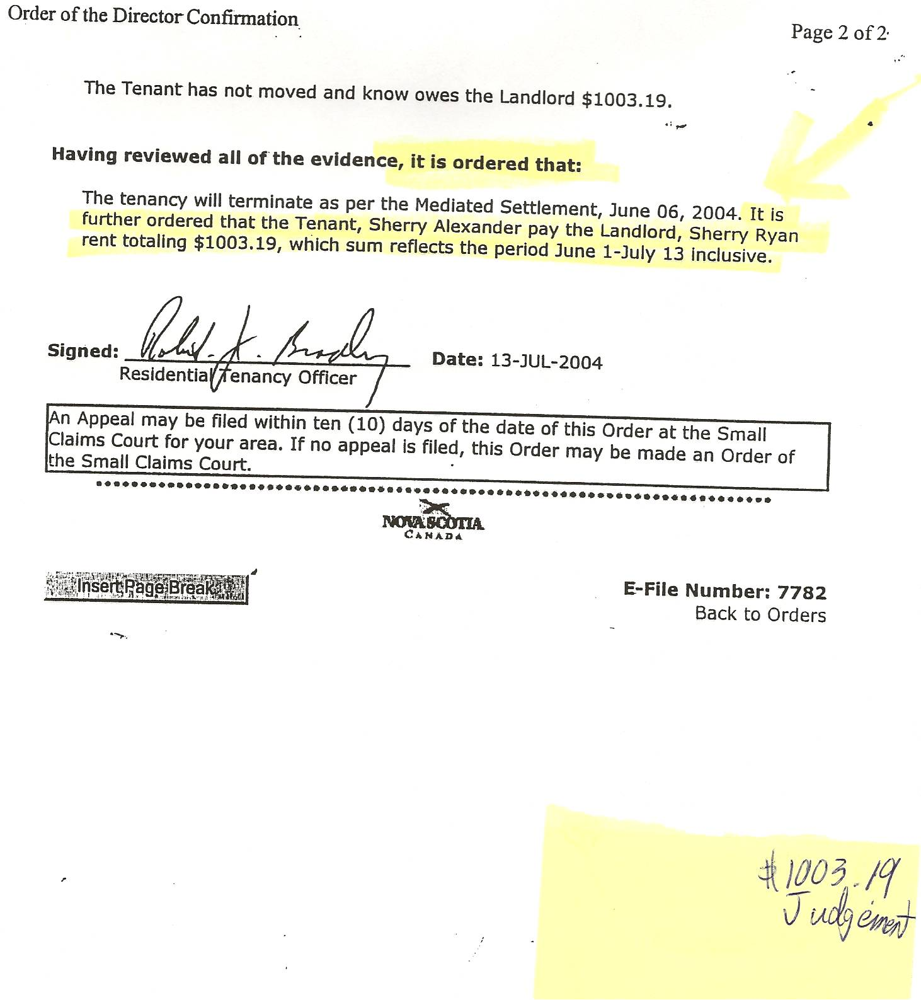 Order of the Director Confirmation
Page 2 of 2
The Tenant has not moved and know owes the Landlord $1003.19.
Having reviewed all of the evidence, it is ordered that:
The tenancy will terminate as per the Mediated Settlement, June 06, 2004. It is
further ordered that the Tenant, Sherry Alexander pay the Landlord, Sherry Ryan
rent totaling $1003.19, which sum reflects the period June 1-July 13 inclusive.
Signed: Date: 13-JUL-2004
Residential Tenancy Officer
An Appeal may be filed within ten (10) days of the date of this Order at the Small
Claims Court for your area. If no appeal is filed, this Order may be made an Order of
the Small Claims Court.
NOVA SCOTIA
CANADA
Insert Page Break
E-File Number: 7782
Back to Orders
$1003.19
Judgement